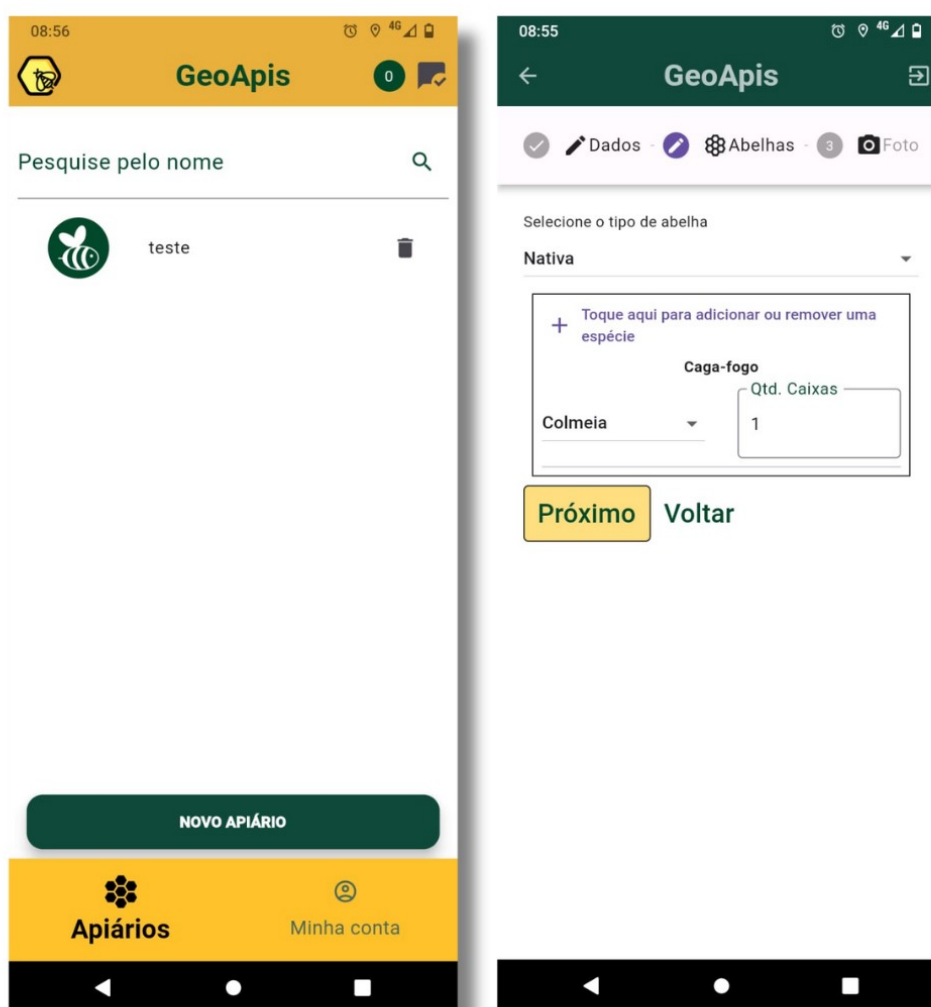 08:56
4G
GeoApis
0
Pesquise pelo nome
teste
NOVO APIÁRIO
Apiários
Minha conta
08:55
4G
GeoApis
Dados
Abelhas
3
Foto
Selecione o tipo de abelha
Nativa
+ Toque aqui para adicionar ou remover uma
espécie
Caga-fogo
Qtd. Caixas
Colmeia
1
Próximo
Voltar